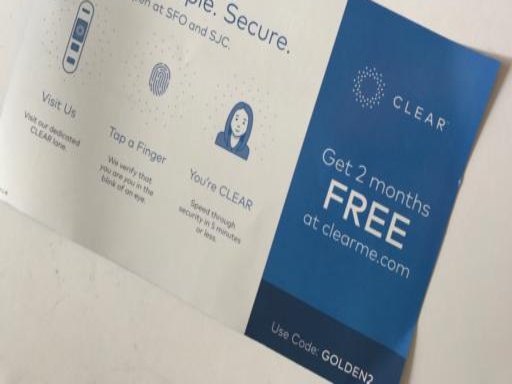 ple. Secure.
at SFO and SJC.
Visit Us
Visit our dedicated
CLEAR lane.
Tap a Finger
We verify that
you are you in the
blink of an eye.
You're CLEAR
Speed through
security in 5 minutes
or less.
CLEAR
Get 2 months
FREE
at clearme.com
Use Code: GOLDEN2